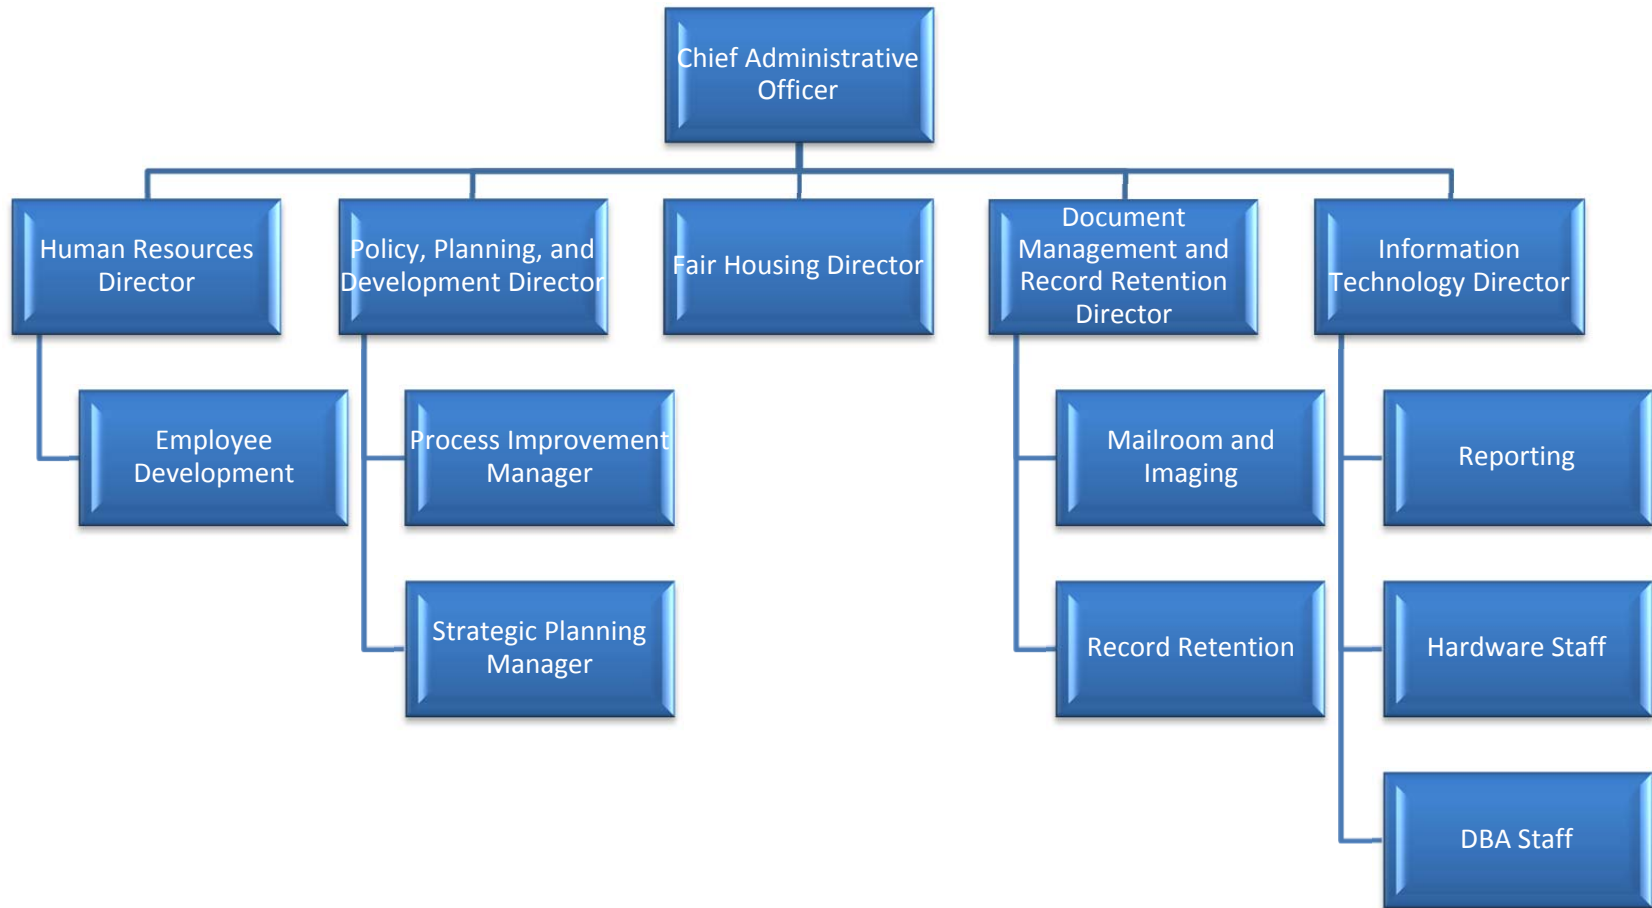 Chief Administrative
Officer
Human Resources
Director
Policy, Planning, and
Development Director
Fair Housing Director
Document
Management and
Record Retention
Director
Information
Technology Director
Employee
Development
Process Improvement
Manager
Mailroom and
Imaging
Reporting
Strategic Planning
Manager
Record Retention
Hardware Staff
DBA Staff